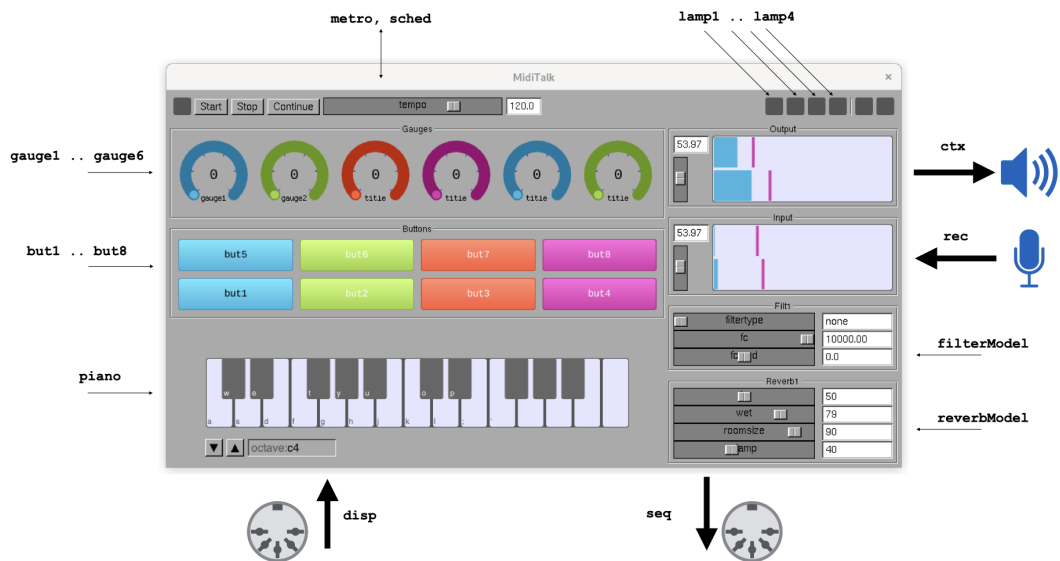 metro, sched
lamp1 .. lamp4
MidiTalk
×
Start Stop Continue tempo 120.0
Gauges
gauge1 .. gauge6
0 0 0 0 0 0
gauge1 gauge2 title title title title
Output
53.97
ctx
Buttons
but1 .. but8
but5 but6 but7 but8
but1 but2 but3 but4
Input
53.97
rec
Filt1
filtertype none
fc 10000.00
0.0
filterModel
piano
w e t y u o p
a s d f g h j k l ; '
octave:c4
Reverb1
50
wet 79
roomsize 90
40
reverbModel
disp
seq